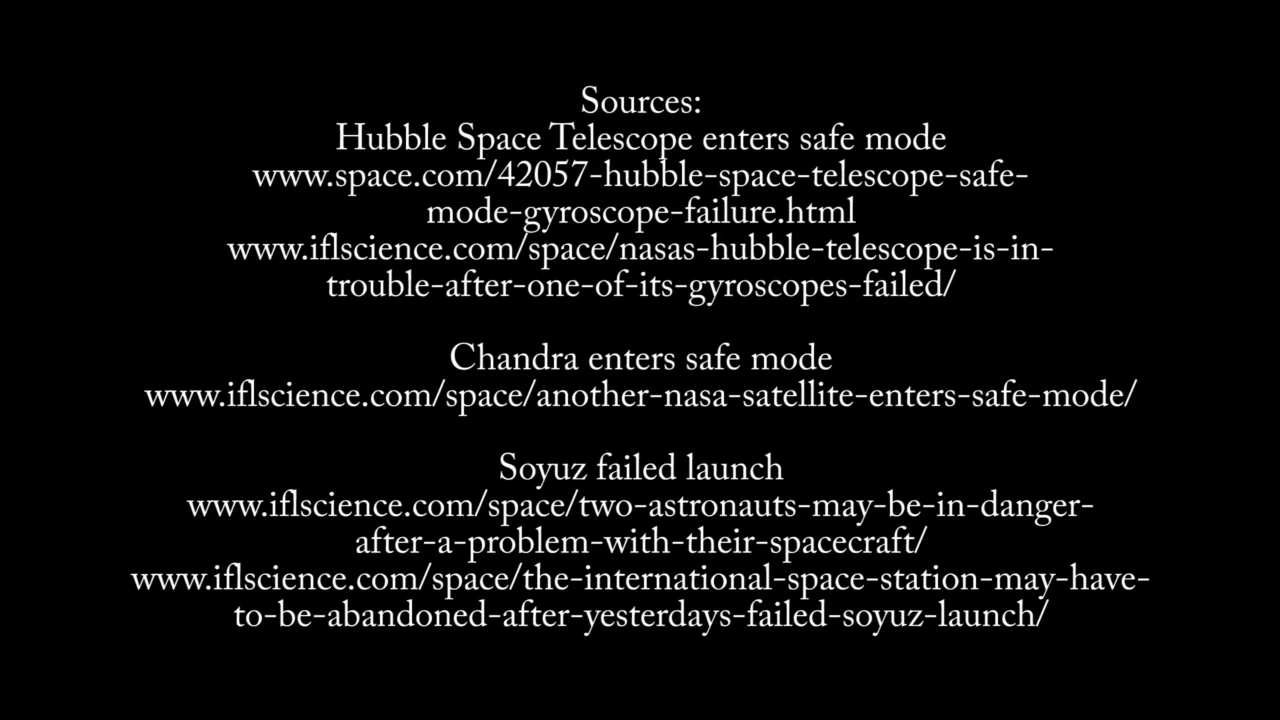 Sources:
Hubble Space Telescope enters safe mode
www.space.com/42057-hubble-space-telescope-safe-
mode-gyroscope-failure.html
www.iflscience.com/space/nasas-hubble-telescope-is-in-
trouble-after-one-of-its-gyroscopes-failed/
Chandra enters safe mode
www.iflscience.com/space/another-nasa-satellite-enters-safe-mode/
Soyuz failed launch
www.iflscience.com/space/two-astronauts-may-be-in-danger-
after-a-problem-with-their-spacecraft/
www.iflscience.com/space/the-international-space-station-may-have-
to-be-abandoned-after-yesterdays-failed-soyuz-launch/